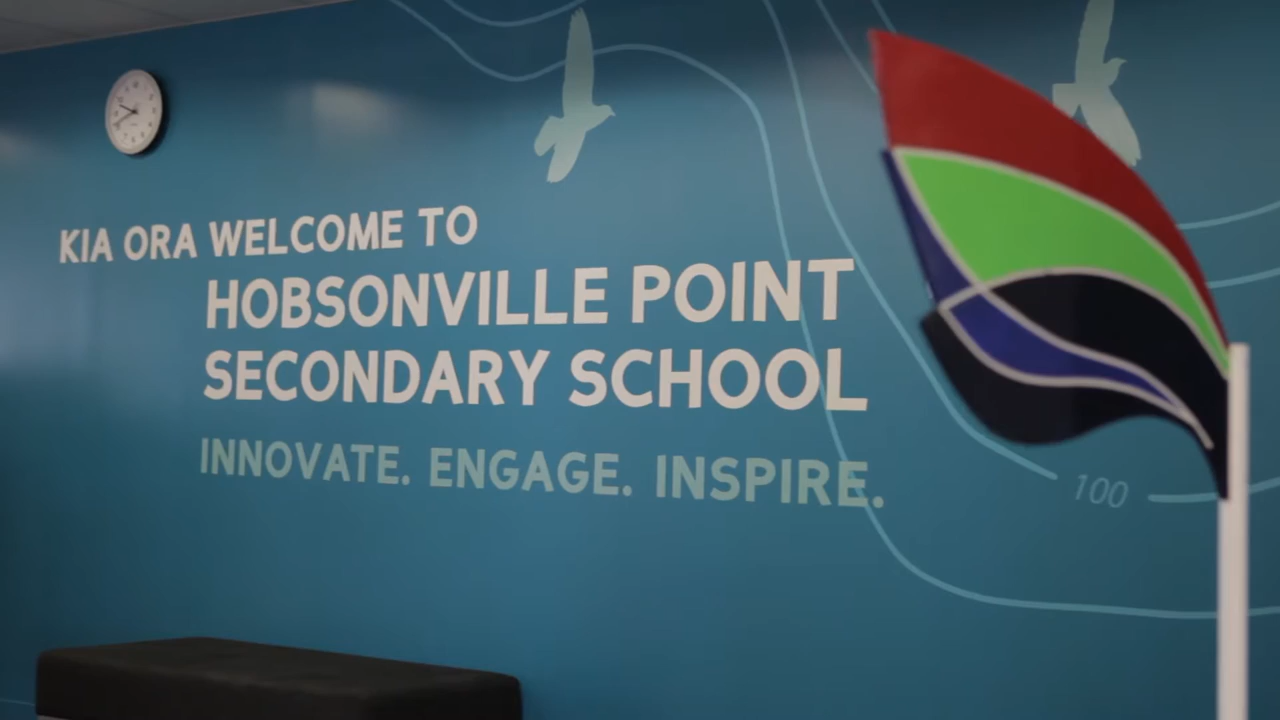 KIA ORA WELCOME TO
HOBSONVILLE POINT
SECONDARY SCHOOL
INNOVATE. ENGAGE. INSPIRE.
100